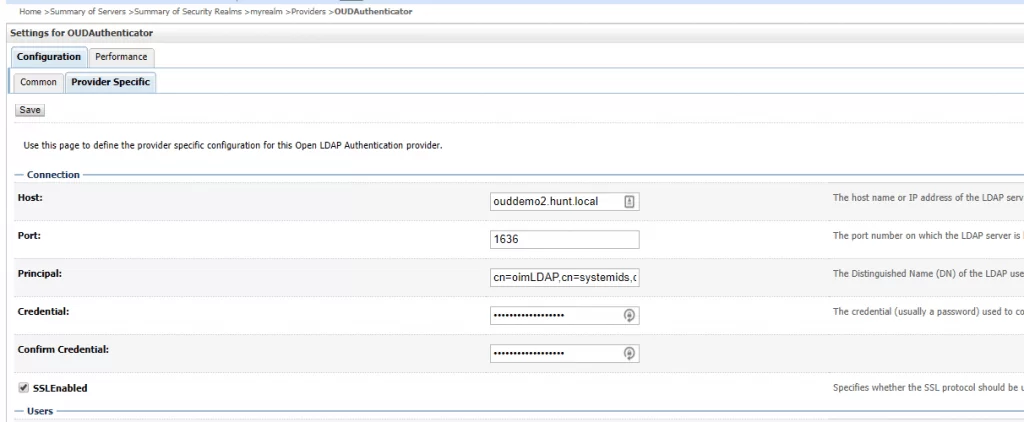 Home >Summary of Servers >Summary of Security Realms >myrealm >Providers >OUDAuthenticator
Settings for OUDAuthenticator
Configuration Performance
Common Provider Specific
Save
Use this page to define the provider specific configuration for this Open LDAP Authentication provider.
Connection
Host: ouddemo2.hunt.local The host name or IP address of the LDAP serv
Port: 1636 The port number on which the LDAP server is
Principal: cn=oimLDAP,cn=systemids, The Distinguished Name (DN) of the LDAP use
Credential: •••••••••••••••••• The credential (usually a password) used to co
Confirm Credential: ••••••••••••••••••
SSLEnabled Specifies whether the SSL protocol should be u
Users